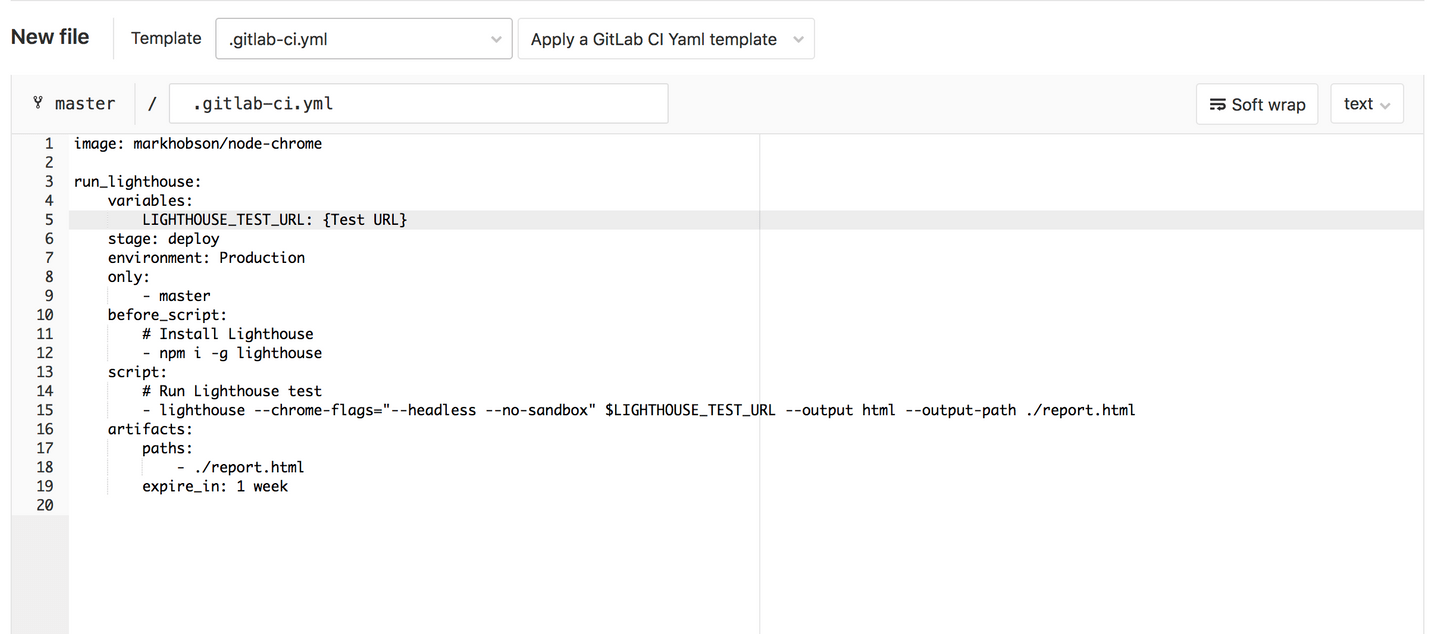 New file Template .gitlab-ci.yml Apply a GitLab CI Yaml template
master / .gitlab-ci.yml Soft wrap text
1 image: markhobson/node-chrome
2
3 run_lighthouse:
4     variables:
5         LIGHTHOUSE_TEST_URL: {Test URL}
6     stage: deploy
7     environment: Production
8     only:
9         - master
10     before_script:
11         # Install Lighthouse
12         - npm i -g lighthouse
13     script:
14         # Run Lighthouse test
15         - lighthouse --chrome-flags="--headless --no-sandbox" $LIGHTHOUSE_TEST_URL --output html --output-path ./report.html
16     artifacts:
17         paths:
18             - ./report.html
19         expire_in: 1 week
20